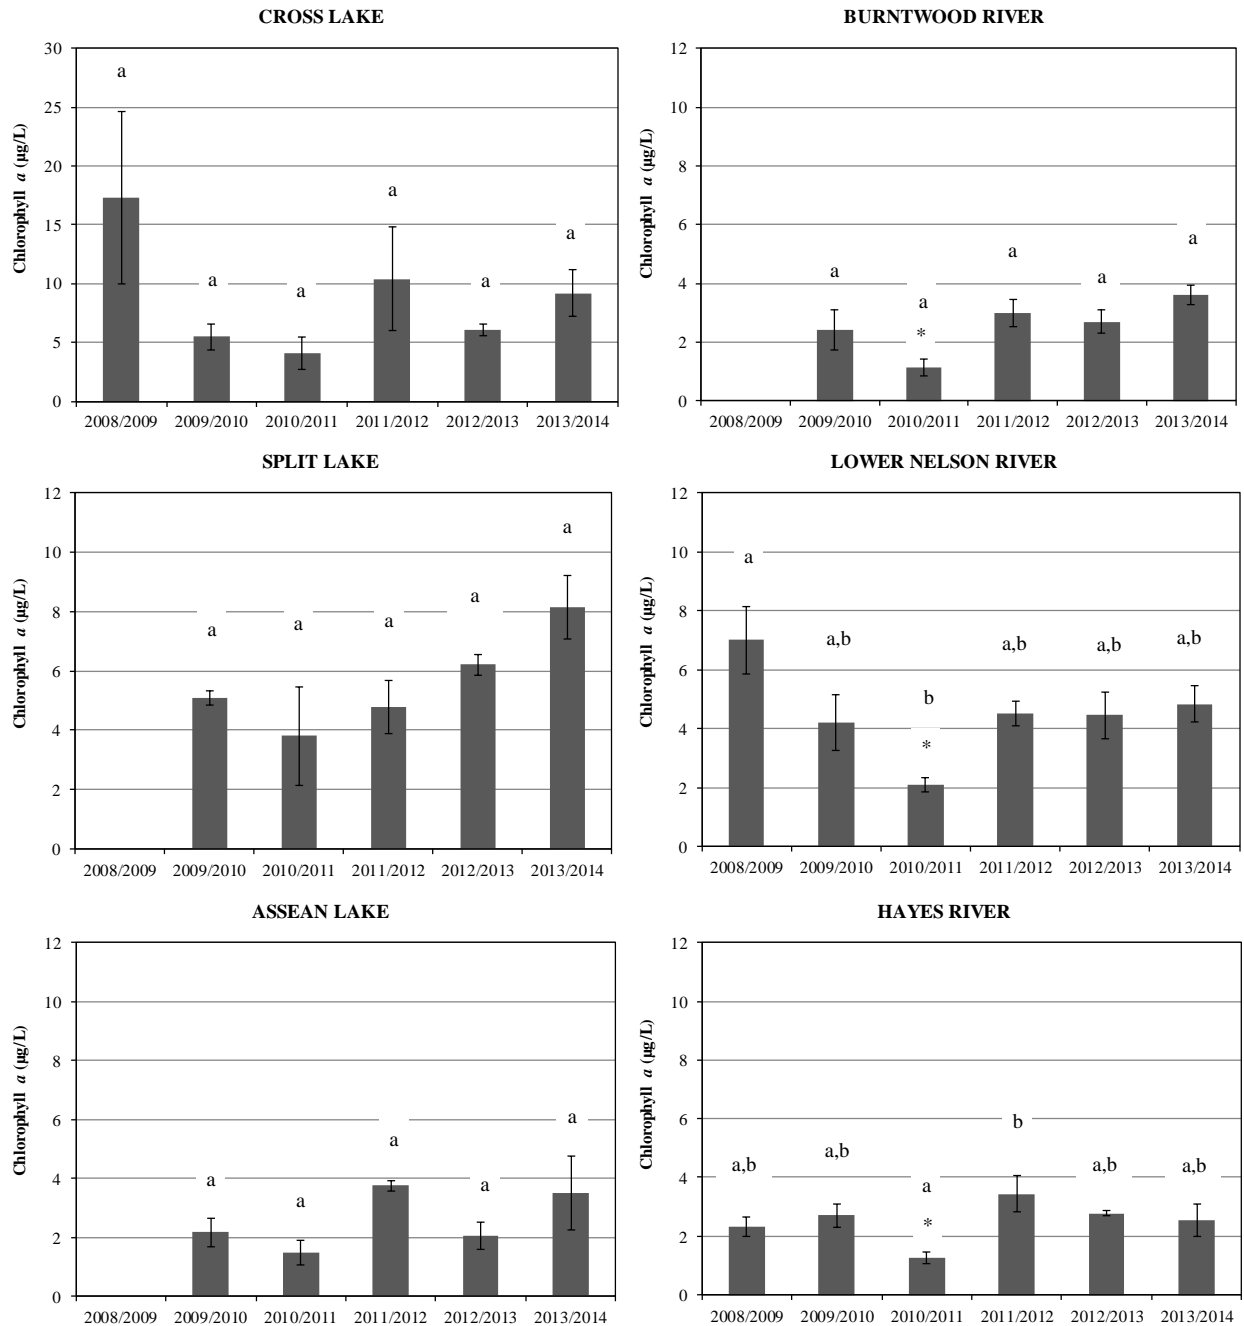 CROSS LAKE
Chlorophyll a (µg/L)
30
25
20
15
10
5
0
a
a
a
a
a
a
2008/2009 2009/2010 2010/2011 2011/2012 2012/2013 2013/2014
BURNTWOOD RIVER
Chlorophyll a (µg/L)
12
10
8
6
4
2
0
a
a
*
a
a
a
2008/2009 2009/2010 2010/2011 2011/2012 2012/2013 2013/2014
SPLIT LAKE
Chlorophyll a (µg/L)
12
10
8
6
4
2
0
a
a
a
a
a
2008/2009 2009/2010 2010/2011 2011/2012 2012/2013 2013/2014
LOWER NELSON RIVER
Chlorophyll a (µg/L)
12
10
8
6
4
2
0
a
a,b
b
*
a,b
a,b
a,b
2008/2009 2009/2010 2010/2011 2011/2012 2012/2013 2013/2014
ASSEAN LAKE
Chlorophyll a (µg/L)
12
10
8
6
4
2
0
a
a
a
a
a
2008/2009 2009/2010 2010/2011 2011/2012 2012/2013 2013/2014
HAYES RIVER
Chlorophyll a (µg/L)
12
10
8
6
4
2
0
a,b
a,b
a
*
b
a,b
a,b
2008/2009 2009/2010 2010/2011 2011/2012 2012/2013 2013/2014